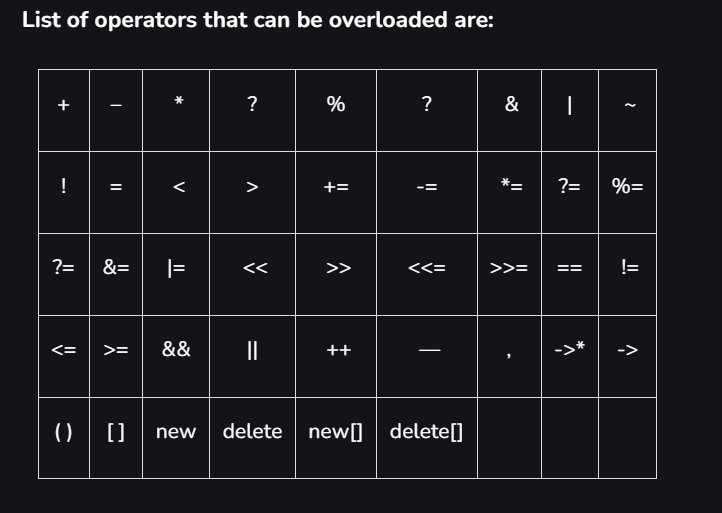 List of operators that can be overloaded are:
+ – * ? % ? & | ~
! = < > += -= *= ?= %=
?= &= |= << >> <<= >>= == !=
<= >= && || ++ — , ->* ->
( ) [ ] new delete new[] delete[]